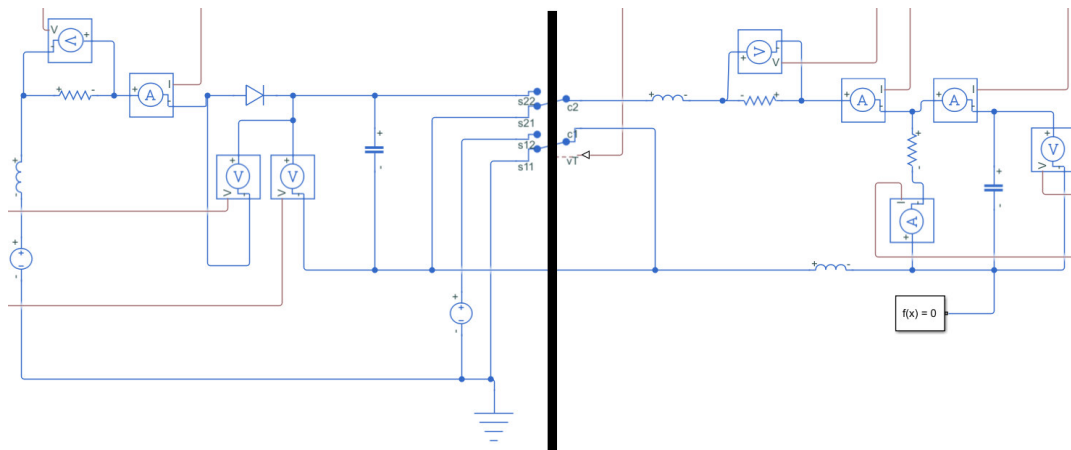 V
+
-
V
+
-
+
A
I
-
+
-
s22
s21
s12
s11
c2
c1
vT
+
-
+
-
V
-
+
V
-
+
+
A
I
-
+
A
I
-
+
-
V
+
-
V
+
-
V
+
-
V
-
I
-
A
+
+
-
+
V
V
+
-
+
-
+
-
f(x) = 0